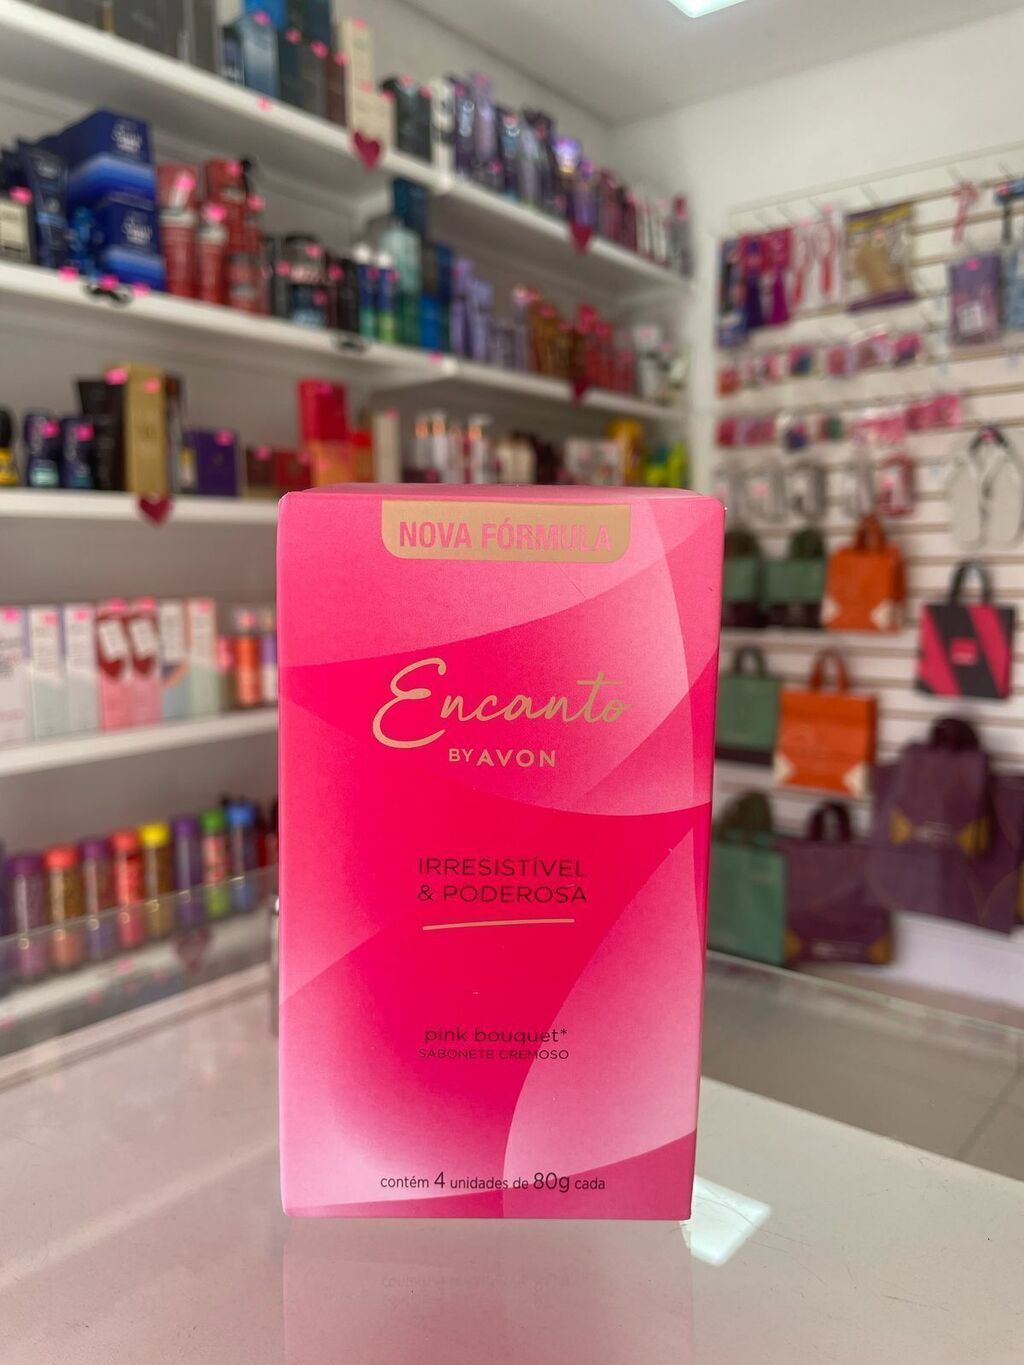 NOVA FÓRMULA
Encanto
BY AVON
IRRESISTÍVEL
& PODEROSA
pink bouquet*
SABONETE CREMOSO
contém 4 unidades de 80g cada